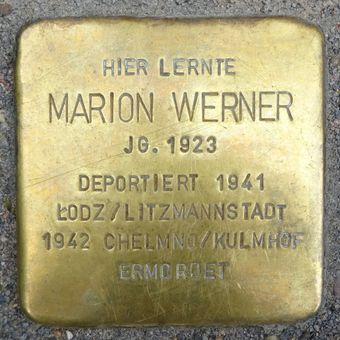 HIER LERNTE
MARION WERNER
JG. 1923
DEPORTIERT 1941
ŁODZ/LITZMANNSTADT
1942 CHELMNO/KULMHOF
ERMORDET